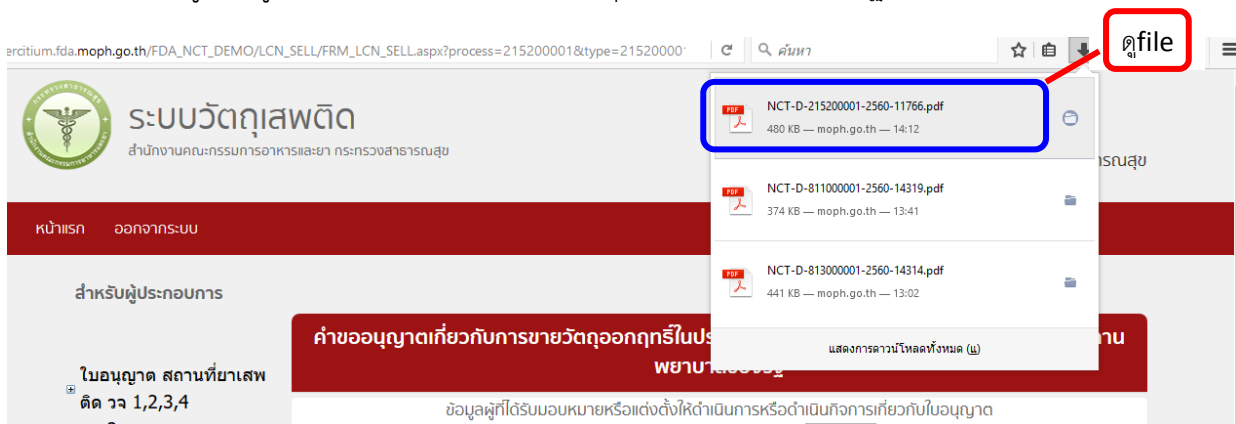 ดูfile
ercitium.fda.moph.go.th/FDA_NCT_DEMO/LCN_SELL/FRM_LCN_SELL.aspx?process=215200001&type=21520000
ค้นหา
ระบบวัตถุเสพติด
สำนักงานคณะกรรมการอาหารและยา กระทรวงสาธารณสุข
NCT-D-215200001-2560-11766.pdf
480 KB — moph.go.th — 14:12
ารณสุข
NCT-D-811000001-2560-14319.pdf
374 KB — moph.go.th — 13:41
หน้าแรก ออกจากระบบ
NCT-D-813000001-2560-14314.pdf
441 KB — moph.go.th — 13:02
แสดงการดาวน์โหลดทั้งหมด (แ)
สำหรับผู้ประกอบการ
คำขออนุญาตเกี่ยวกับการขายวัตถุออกฤทธิ์ในประ
าน
พยาบา
ใบอนุญาต สถานที่ยาเสพ
ติด วจ 1,2,3,4
ข้อมูลผู้ที่ได้รับมอบหมายหรือแต่งตั้งให้ดำเนินการหรือดำเนินกิจการเกี่ยวกับใบอนุญาต